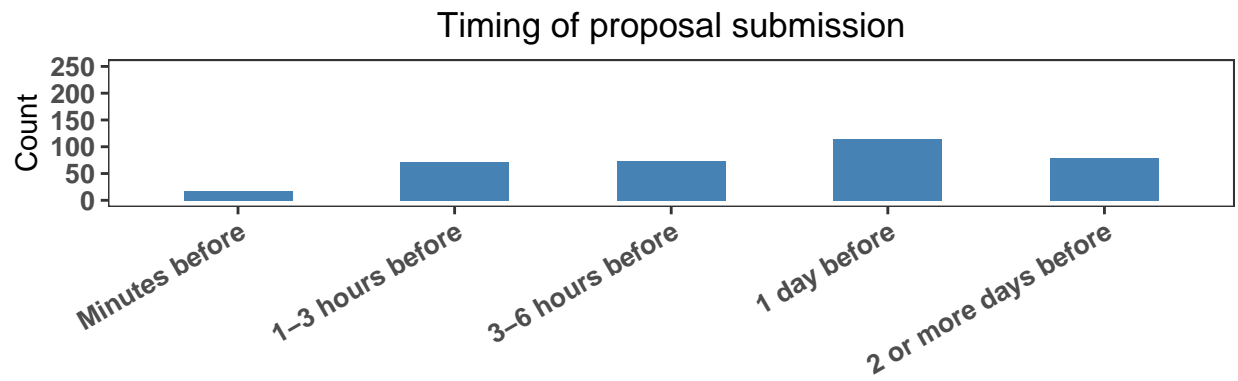 Timing of proposal submission
Count
250
200
150
100
50
0
Minutes before
1–3 hours before
3–6 hours before
1 day before
2 or more days before